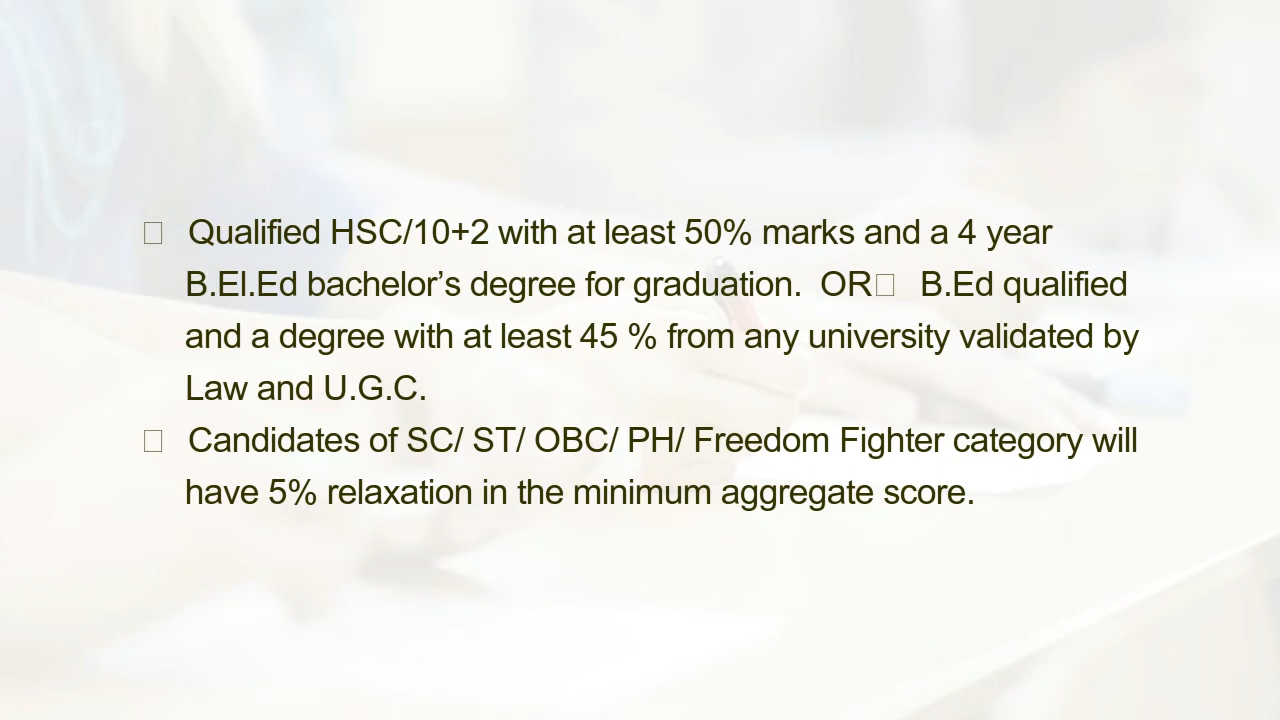 □ Qualified HSC/10+2 with at least 50% marks and a 4 year
B.El.Ed bachelor’s degree for graduation.  OR□ B.Ed qualified
and a degree with at least 45 % from any university validated by
Law and U.G.C.
□ Candidates of SC/ ST/ OBC/ PH/ Freedom Fighter category will
have 5% relaxation in the minimum aggregate score.